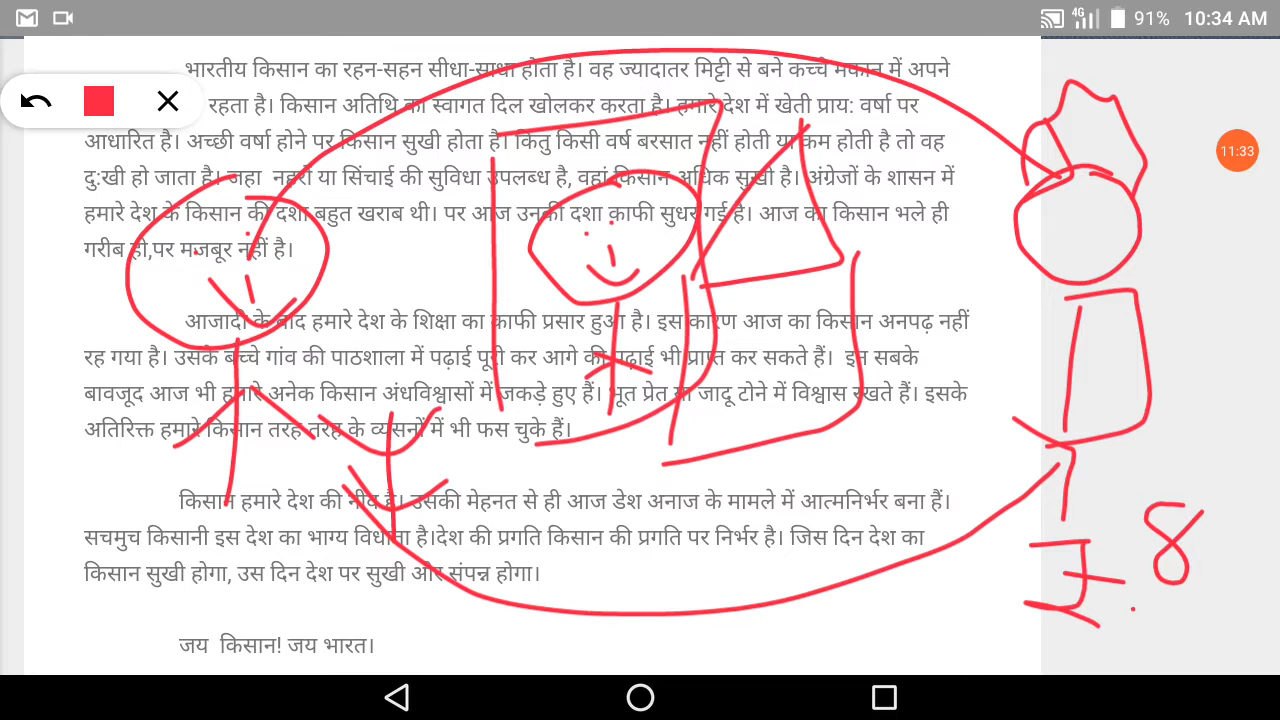 4G 91% 10:34 AM
भारतीय किसान का रहन-सहन सीधा-साधा होता है। वह ज्यादातर मिट्टी से बने कच्चे मकान में अपने
रहता है। किसान अतिथि का स्वागत दिल खोलकर करता है। हमारे देश में खेती प्राय: वर्षा पर
आधारित है। अच्छी वर्षा होने पर किसान सुखी होता है। किंतु किसी वर्ष बरसात नहीं होती या कम होती है तो वह
11:33
दु:खी हो जाता है। जहा नहरों या सिंचाई की सुविधा उपलब्ध है, वहां किसान अधिक सुखी है। अंग्रेजों के शासन में
हमारे देश के किसान की दशा बहुत खराब थी। पर आज उनकी दशा काफी सुधर गई है। आज का किसान भले ही
गरीब हो,पर मजबूर नहीं है।
आजादी के बाद हमारे देश के शिक्षा का काफी प्रसार हुआ है। इस कारण आज का किसान अनपढ़ नहीं
रह गया है। उसके बच्चे गांव की पाठशाला में पढ़ाई पूरी कर आगे की पढ़ाई भी प्राप्त कर सकते हैं। इन सबके
बावजूद आज भी हमारे अनेक किसान अंधविश्वासों में जकड़े हुए हैं। भूत प्रेत या जादू टोने में विश्वास रखते हैं। इसके
अतिरिक्त हमारे किसान तरह तरह के व्यसनों में भी फस चुके हैं।
किसान हमारे देश की नीव है। उसकी मेहनत से ही आज डेश अनाज के मामले में आत्मनिर्भर बना हैं।
सचमुच किसानी इस देश का भाग्य विधाता है।देश की प्रगति किसान की प्रगति पर निर्भर है। जिस दिन देश का
किसान सुखी होगा, उस दिन देश पर सुखी और संपन्न होगा।
8
जय किसान! जय भारत।